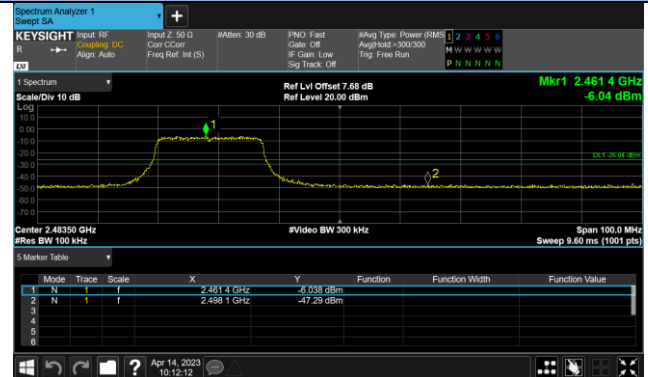 Spectrum Analyzer 1
Swept SA
+
KEYSIGHT
R
LXI
Input: RF
Coupling: DC
Align: Auto
Input Z: 50 Ω
Corr CCorr
Freq Ref: Int (S)
#Atten: 30 dB
PNO: Fast
Gate: Off
IF Gain: Low
Sig Track: Off
#Avg Type: Power (RMS
Avg|Hold:>300/300
Trig: Free Run
1 2 3 4 5 6
M W W W W W
P N N N N N
1 Spectrum
Scale/Div 10 dB
Ref Lvl Offset 7.68 dB
Ref Level 20.00 dBm
Mkr1 2.461 4 GHz
-6.04 dBm
Log
10.0
0.00
-10.0
-20.0
-30.0
-40.0
-50.0
-60.0
-70.0
1
2
DL1 -26.04 dBm
Center 2.48350 GHz
#Video BW 300 kHz
Span 100.0 MHz
#Res BW 100 kHz
Sweep 9.60 ms (1001 pts)
5 Marker Table
Mode Trace Scale X Y Function Function Width Function Value
1 N 1 f 2.461 4 GHz -6.038 dBm
2 N 1 f 2.498 1 GHz -47.29 dBm
3
4
5
6
?
Apr 14, 2023
10:12:12